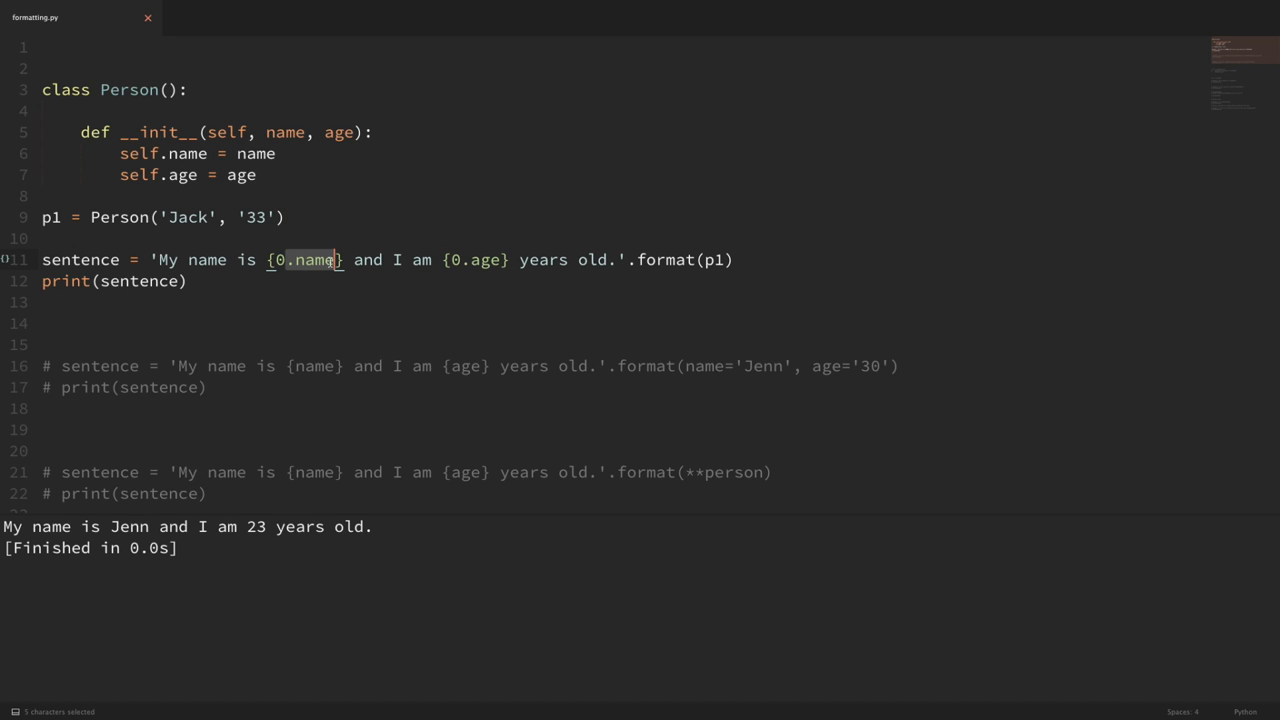 formatting.py ×
1
2
3 class Person():
4
5     def __init__(self, name, age):
6         self.name = name
7         self.age = age
8
9 p1 = Person('Jack', '33')
10
{} 11 sentence = 'My name is {0.name} and I am {0.age} years old.'.format(p1)
12 print(sentence)
13
14
15
16 # sentence = 'My name is {name} and I am {age} years old.'.format(name='Jenn', age='30')
17 # print(sentence)
18
19
20
21 # sentence = 'My name is {name} and I am {age} years old.'.format(**person)
22 # print(sentence)
My name is Jenn and I am 23 years old.
[Finished in 0.0s]
5 characters selected Spaces: 4 Python